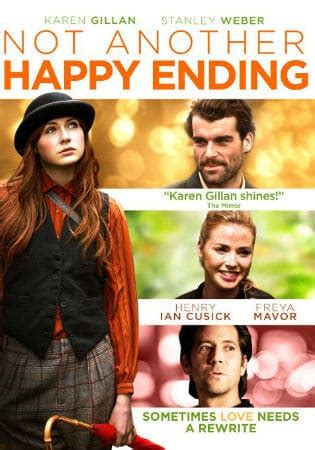 KAREN GILLAN STANLEY WEBER
NOT ANOTHER
HAPPY ENDING
"Karen Gillan shines!"
The Mirror
HENRY
IAN CUSICK
FREYA
MAVOR
SOMETIMES LOVE NEEDS
A REWRITE